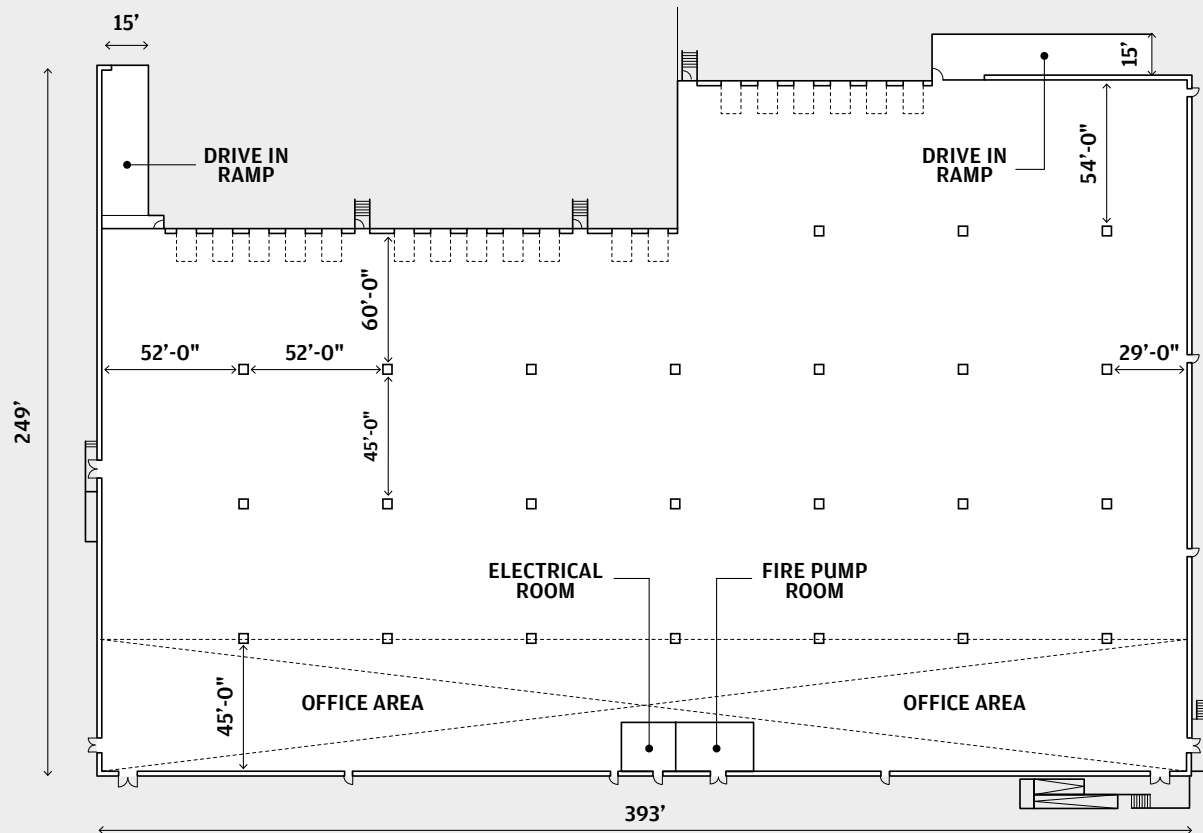 15'
15'
DRIVE IN
RAMP
DRIVE IN
RAMP
54'-0"
60'-0"
52'-0"
52'-0"
29'-0"
249'
45'-0"
ELECTRICAL
ROOM
FIRE PUMP
ROOM
45'-0"
OFFICE AREA
OFFICE AREA
393'